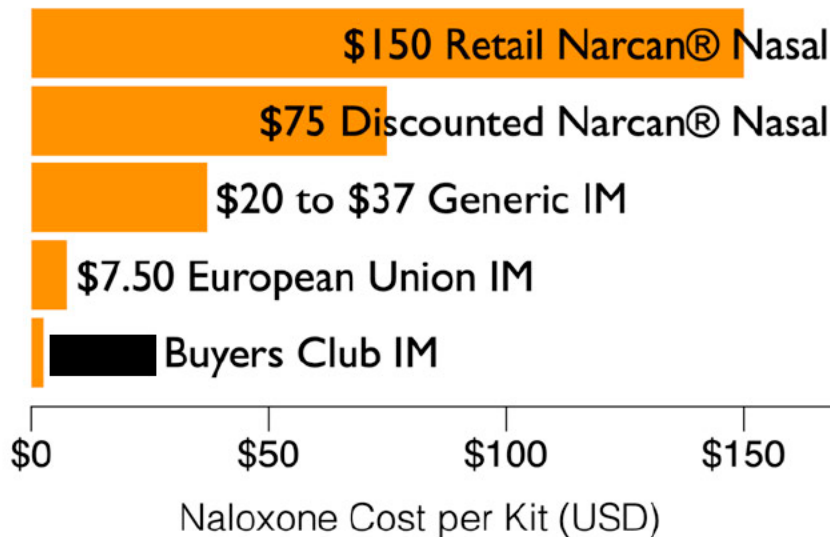 $150 Retail Narcan® Nasal
$75 Discounted Narcan® Nasal
$20 to $37 Generic IM
$7.50 European Union IM
Buyers Club IM
$0 $50 $100 $150
Naloxone Cost per Kit (USD)